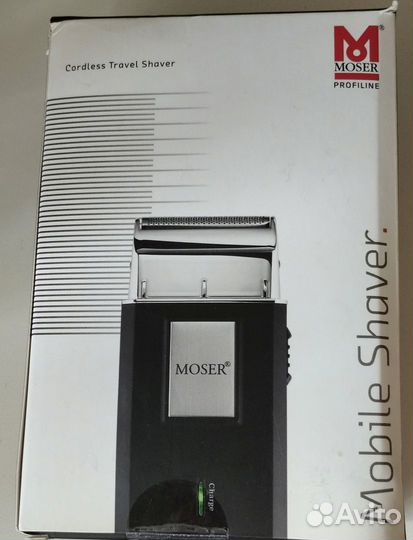 Cordless Travel Shaver
MOSER®
PROFILINE
MOSER®
Charge
Mobile Shaver.
Avito